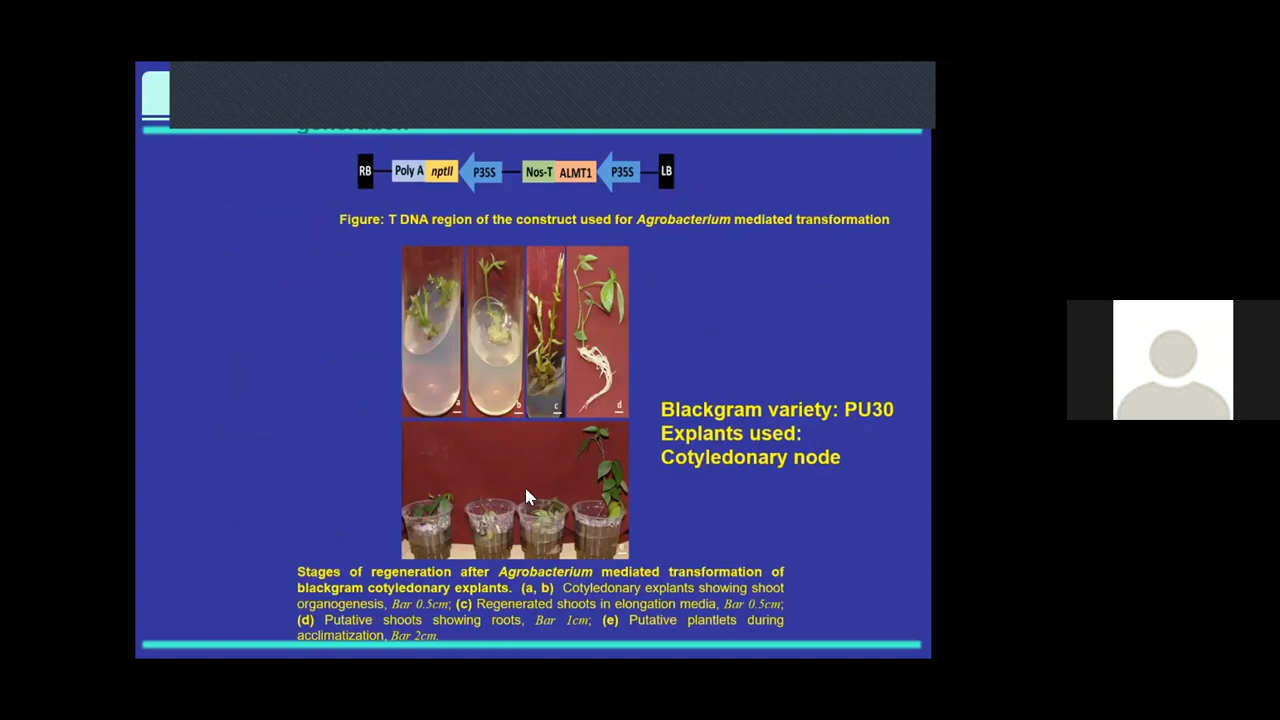 generation
RB Poly A nptII P35S Nos-T ALMT1 P35S LB
Figure: T DNA region of the construct used for Agrobacterium mediated transformation
a b c d
Blackgram variety: PU30
Explants used:
Cotyledonary node
e
Stages of regeneration after Agrobacterium mediated transformation of
blackgram cotyledonary explants. (a, b) Cotyledonary explants showing shoot
organogenesis, Bar 0.5cm; (c) Regenerated shoots in elongation media, Bar 0.5cm;
(d) Putative shoots showing roots, Bar 1cm; (e) Putative plantlets during
acclimatization, Bar 2cm.